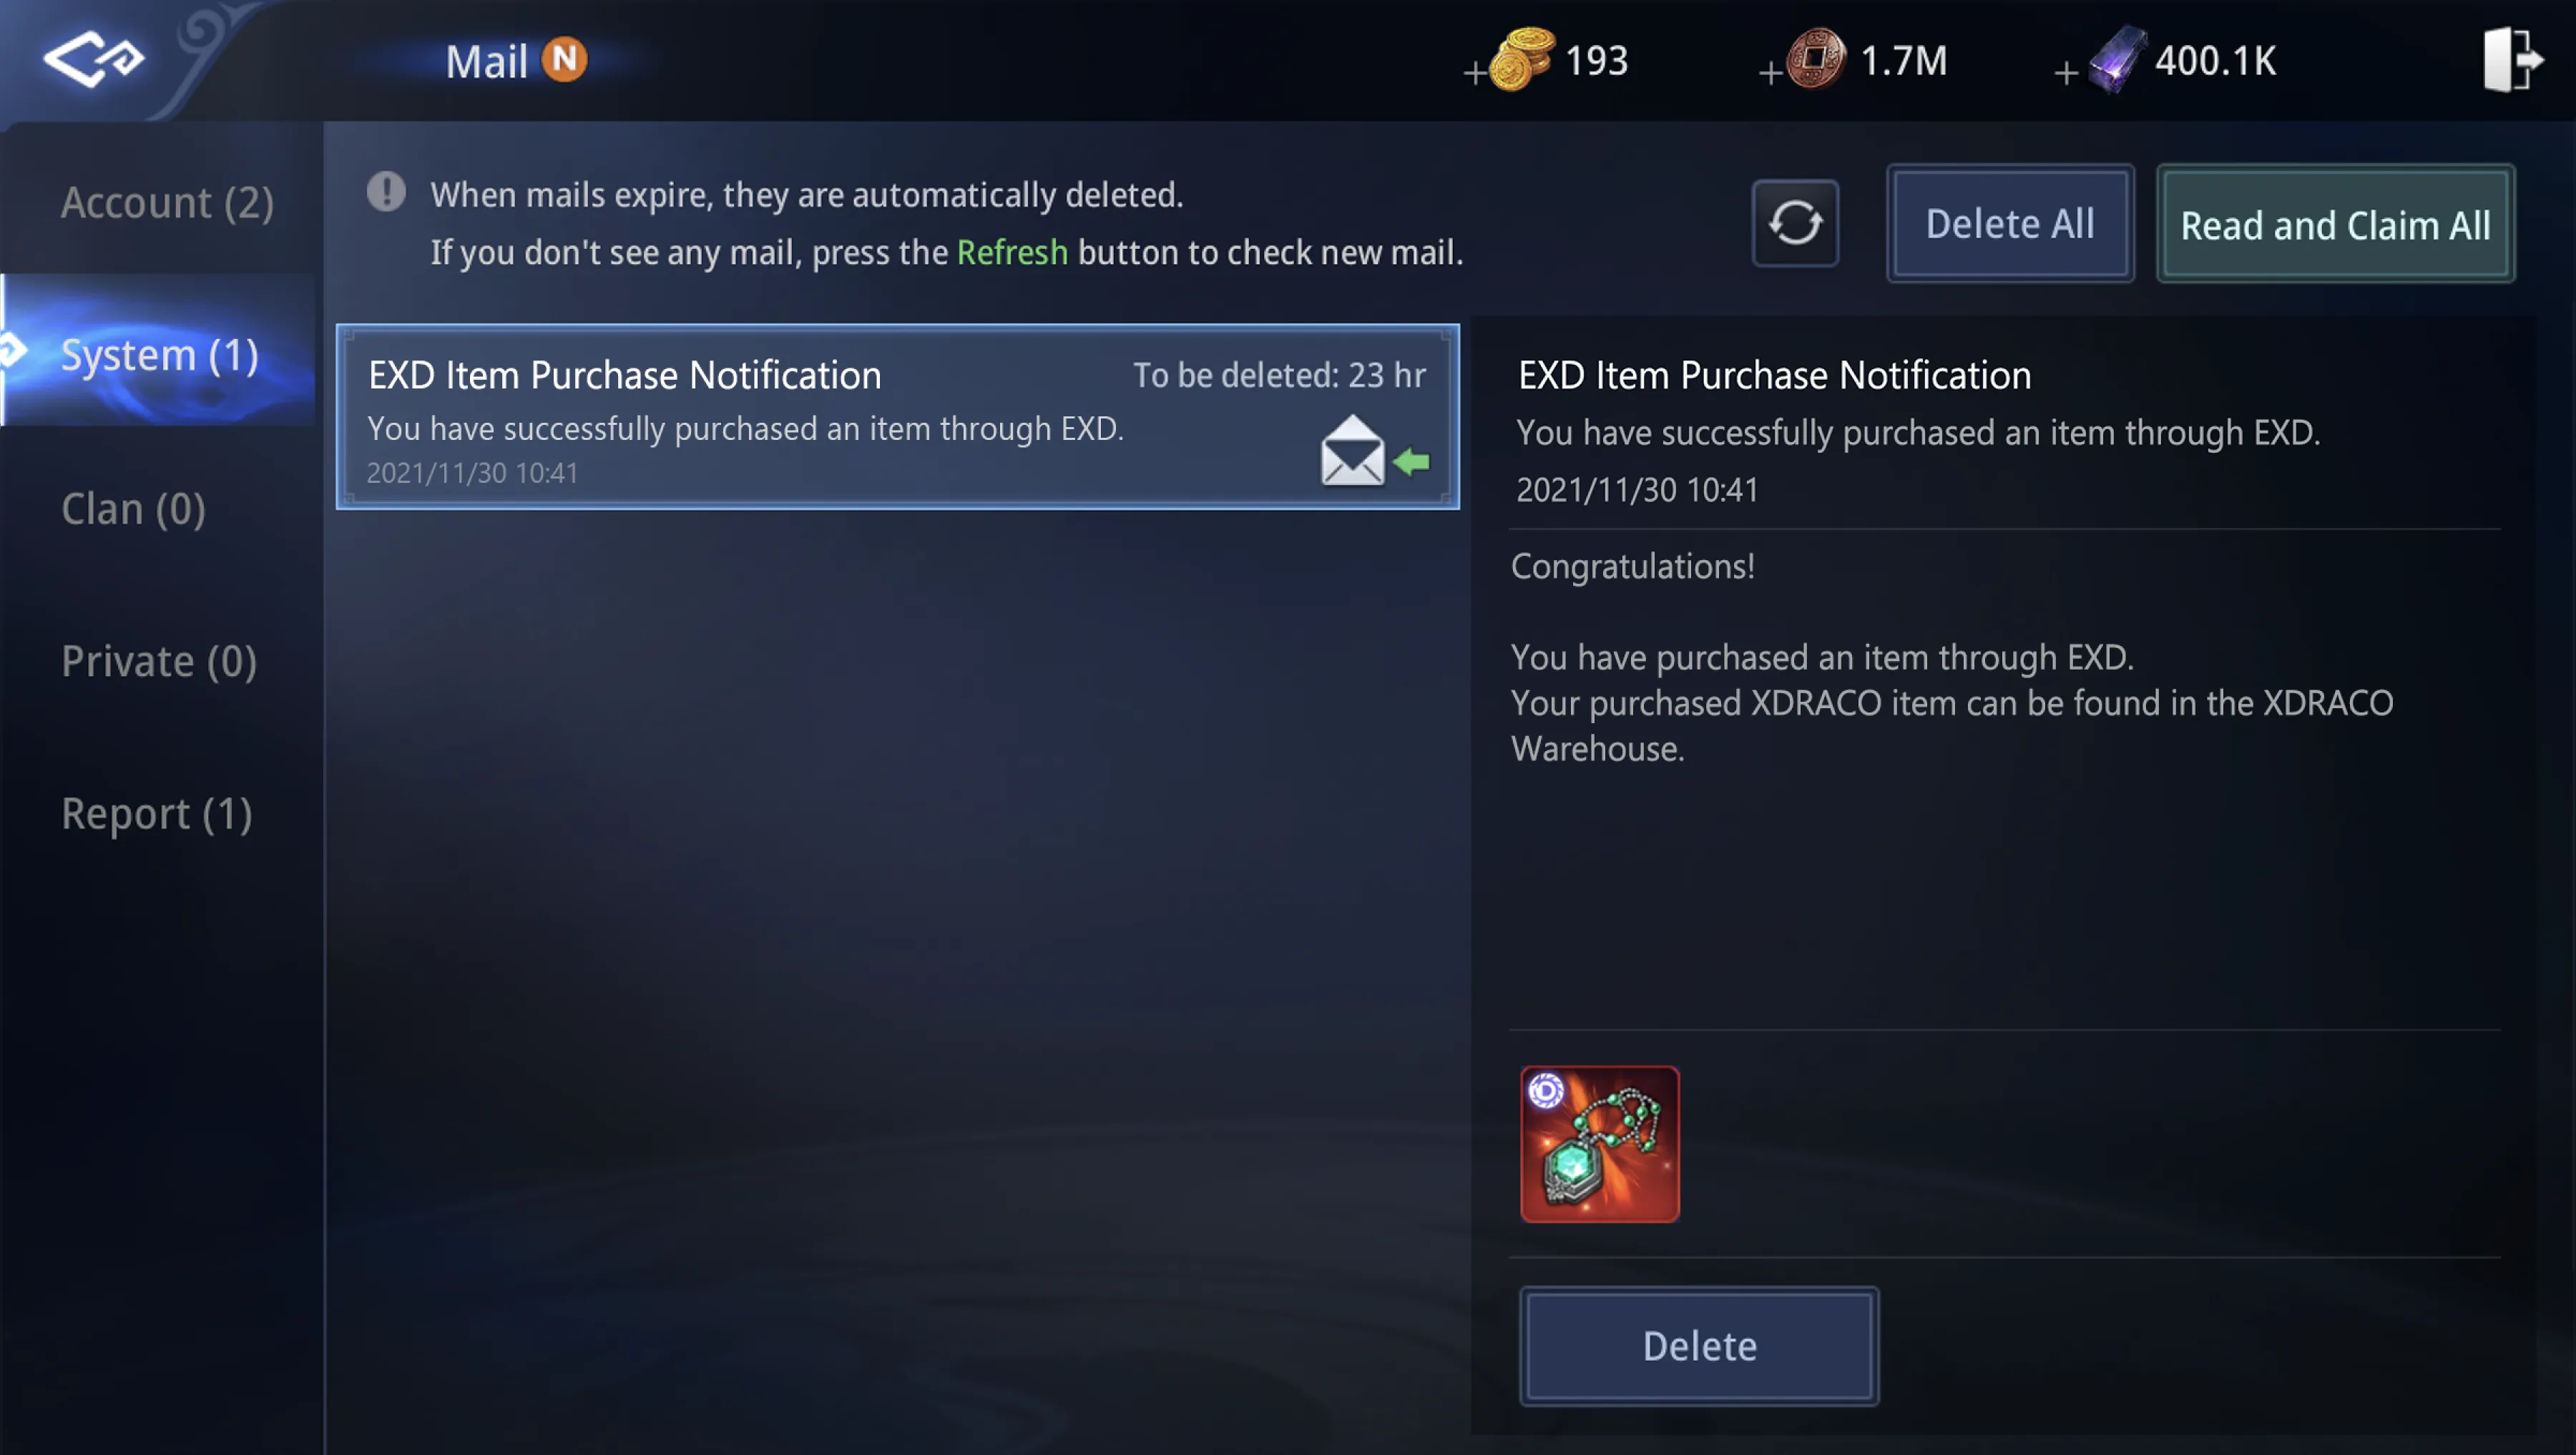 Mail N
193
1.7M
400.1K
Account (2)
System (1)
Clan (0)
Private (0)
Report (1)
When mails expire, they are automatically deleted.
If you don't see any mail, press the Refresh button to check new mail.
Delete All
Read and Claim All
EXD Item Purchase Notification
To be deleted: 23 hr
You have successfully purchased an item through EXD.
2021/11/30 10:41
EXD Item Purchase Notification
You have successfully purchased an item through EXD.
2021/11/30 10:41
Congratulations!
You have purchased an item through EXD.
Your purchased XDRACO item can be found in the XDRACO
Warehouse.
D
Delete